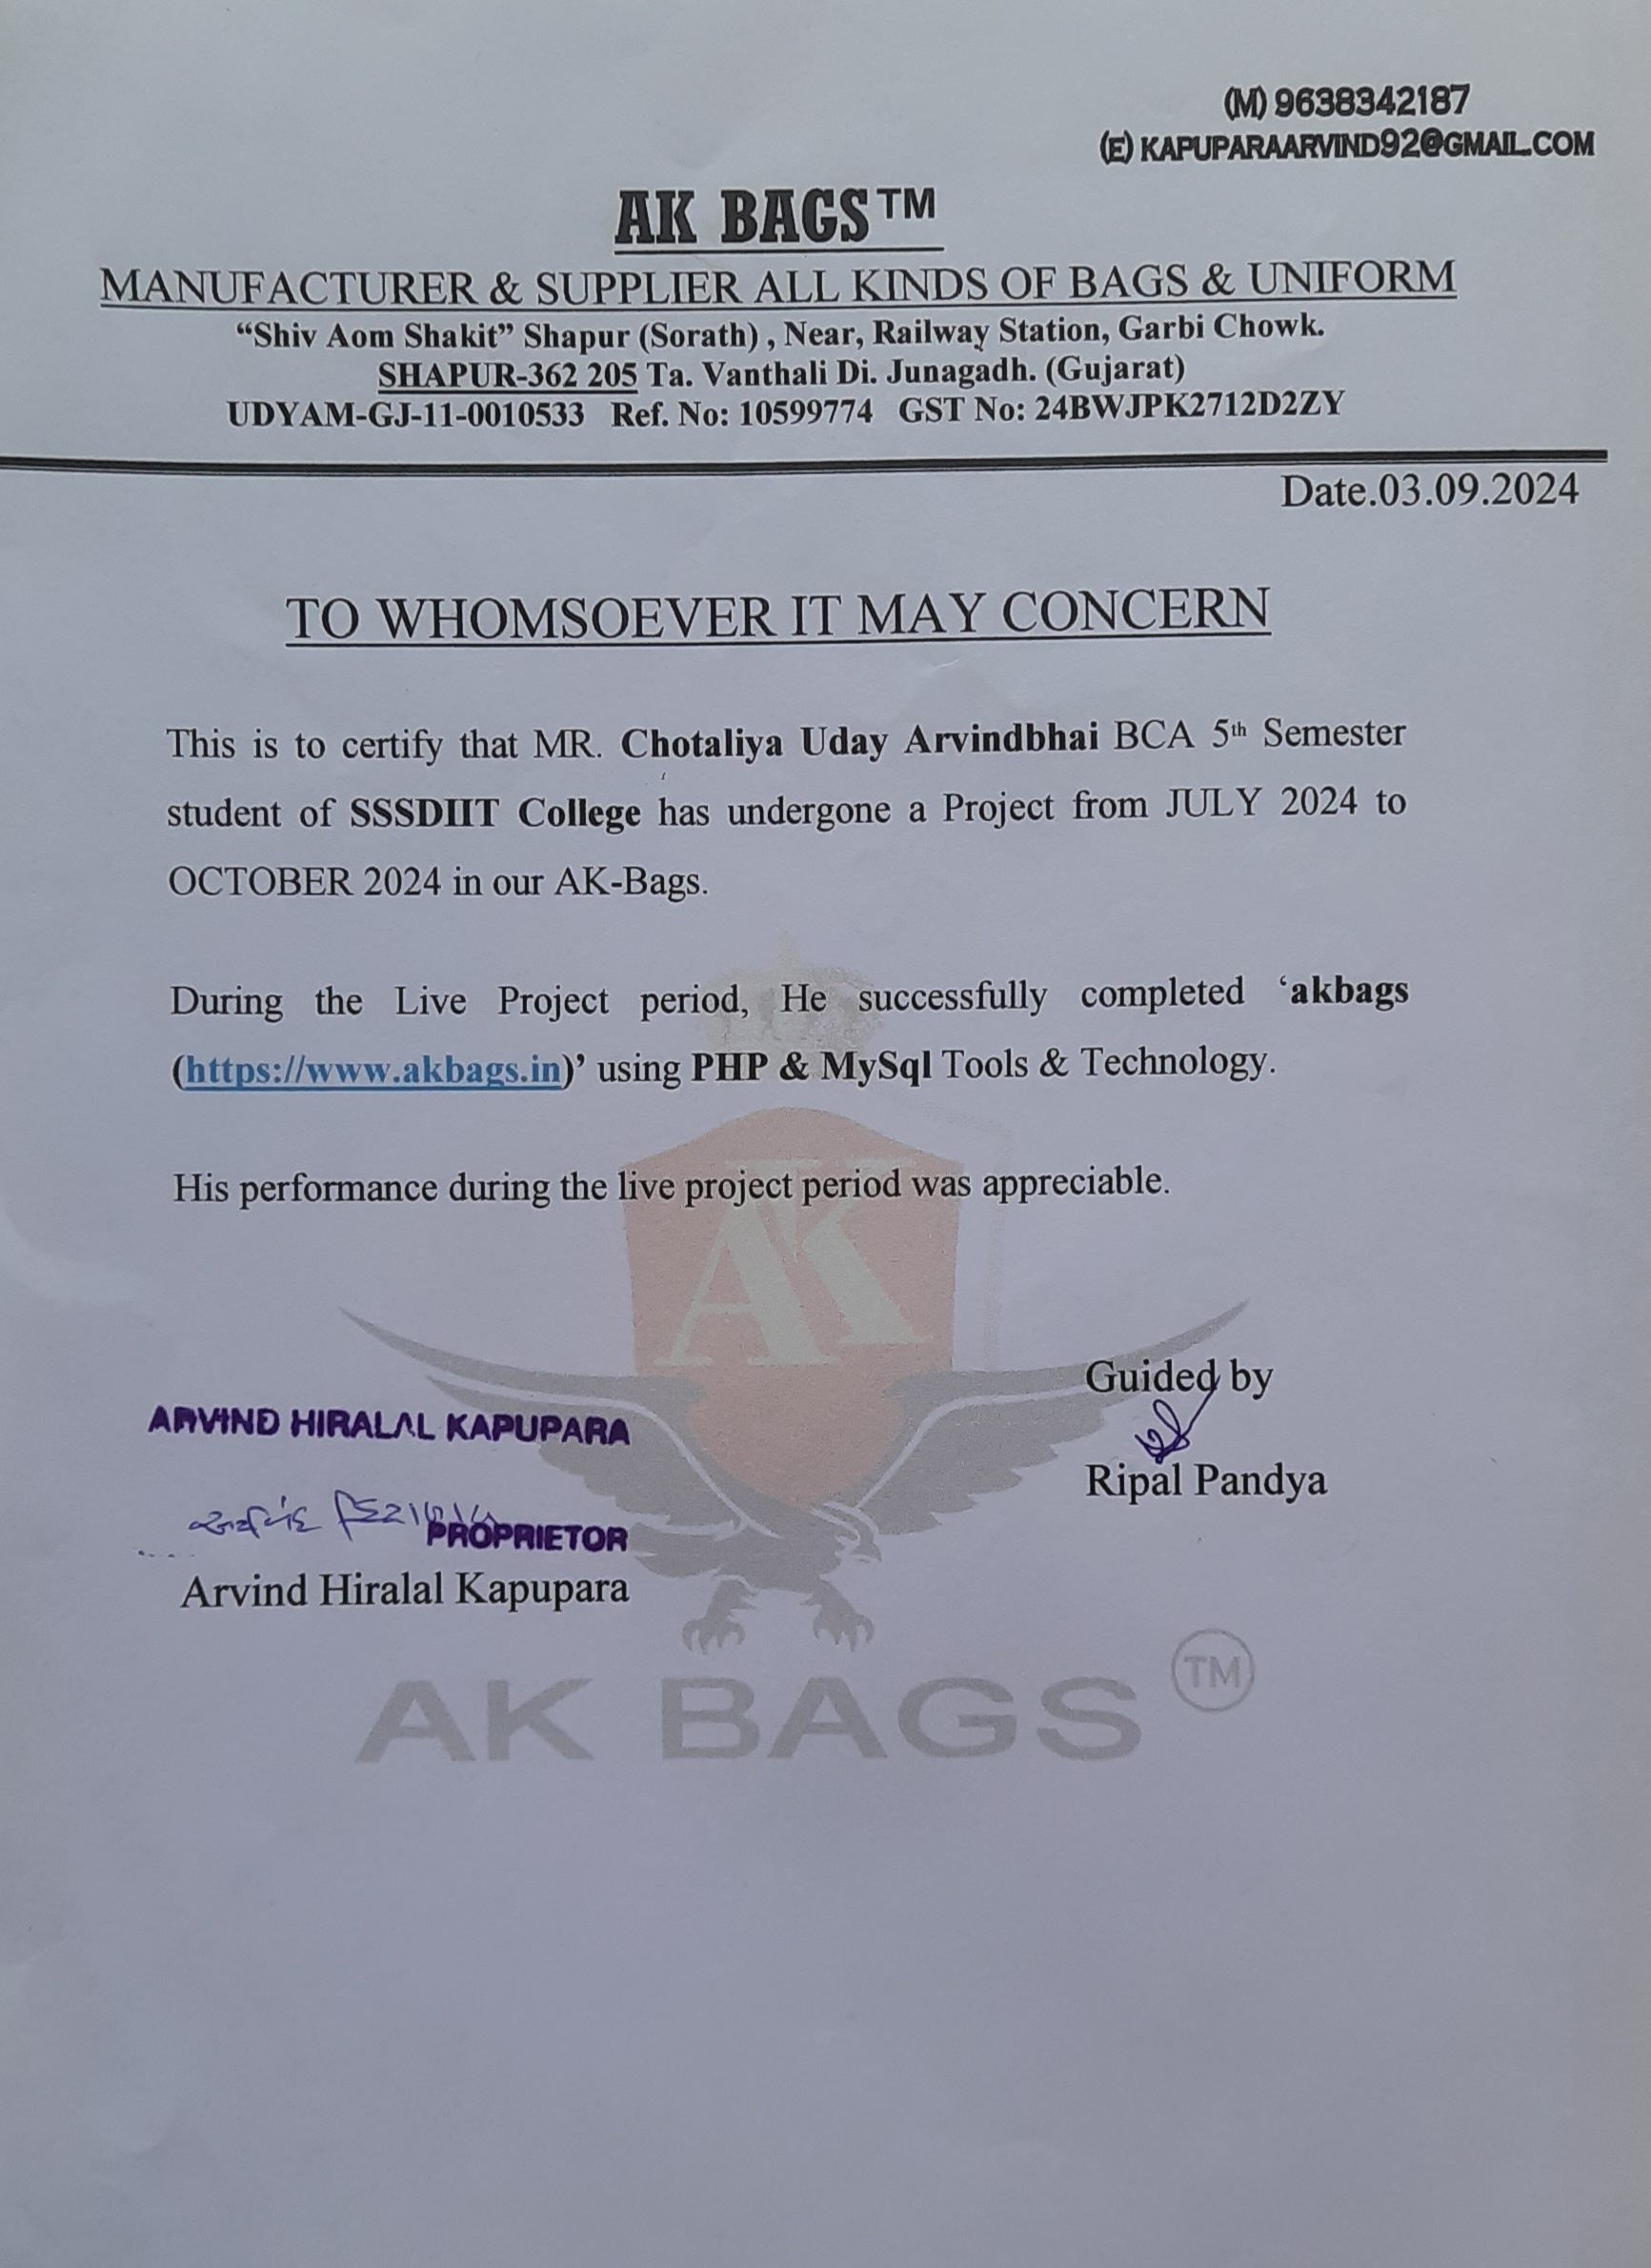 (M) 9638342187
(E) KAPUPARAARVIND92@GMAIL.COM
AK BAGS™
MANUFACTURER & SUPPLIER ALL KINDS OF BAGS & UNIFORM
“Shiv Aom Shakit” Shapur (Sorath) , Near, Railway Station, Garbi Chowk.
SHAPUR-362 205 Ta. Vanthali Di. Junagadh. (Gujarat)
UDYAM-GJ-11-0010533 Ref. No: 10599774 GST No: 24BWJPK2712D2ZY
Date.03.09.2024
TO WHOMSOEVER IT MAY CONCERN
This is to certify that MR. Chotaliya Uday Arvindbhai BCA 5th Semester
student of SSSDIIT College has undergone a Project from JULY 2024 to
OCTOBER 2024 in our AK-Bags.
During the Live Project period, He successfully completed ‘akbags
(https://www.akbags.in)’ using PHP & MySql Tools & Technology.
His performance during the live project period was appreciable.
AK
Guided by
Ripal Pandya
ARVIND HIRALAL KAPUPARA
PROPRIETOR
Arvind Hiralal Kapupara
AK BAGS TM